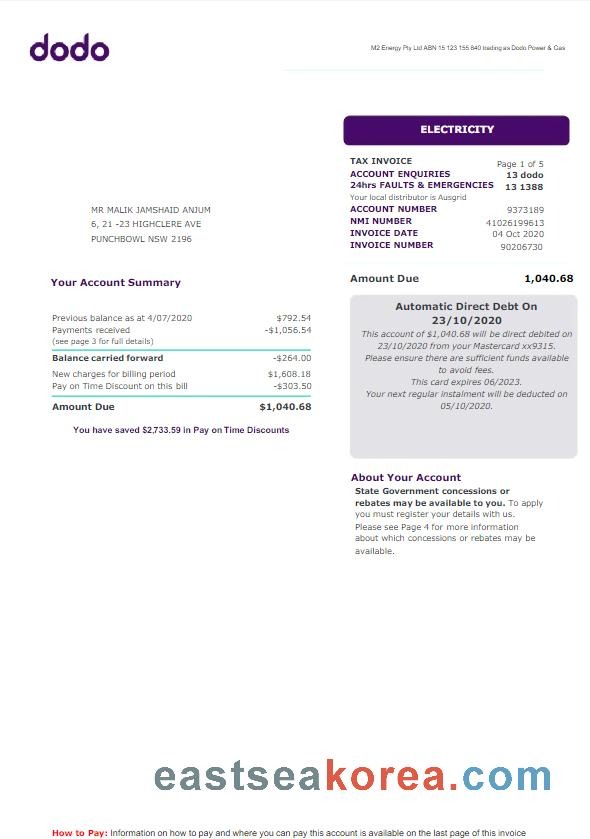 dodo
M2 Energy Pty Ltd ABN 15 123 155 840 trading as Dodo Power & Gas
ELECTRICITY
TAX INVOICE Page 1 of 5
ACCOUNT ENQUIRIES 13 dodo
24hrs FAULTS & EMERGENCIES 13 1388
Your local distributor is Ausgrid
ACCOUNT NUMBER 9373189
NMI NUMBER 41026199613
INVOICE DATE 04 Oct 2020
INVOICE NUMBER 90206730
MR MALIK JAMSHAID ANJUM
6, 21 -23 HIGHCLERE AVE
PUNCHBOWL NSW 2196
Your Account Summary
Previous balance as at 4/07/2020 $792.54
Payments received -$1,056.54
(see page 3 for full details)
Balance carried forward -$264.00
New charges for billing period $1,608.18
Pay on Time Discount on this bill -$303.50
Amount Due $1,040.68
You have saved $2,733.59 in Pay on Time Discounts
Amount Due 1,040.68
Automatic Direct Debt On
23/10/2020
This account of $1,040.68 will be direct debited on
23/10/2020 from your Mastercard xx9315.
Please ensure there are sufficient funds available
to avoid fees.
This card expires 06/2023.
Your next regular instalment will be deducted on
05/10/2020.
About Your Account
State Government concessions or
rebates may be available to you. To apply
you must register your details with us.
Please see Page 4 for more information
about which concessions or rebates may be
available.
eastseakorea.com
How to Pay: Information on how to pay and where you can pay this account is available on the last page of this invoice